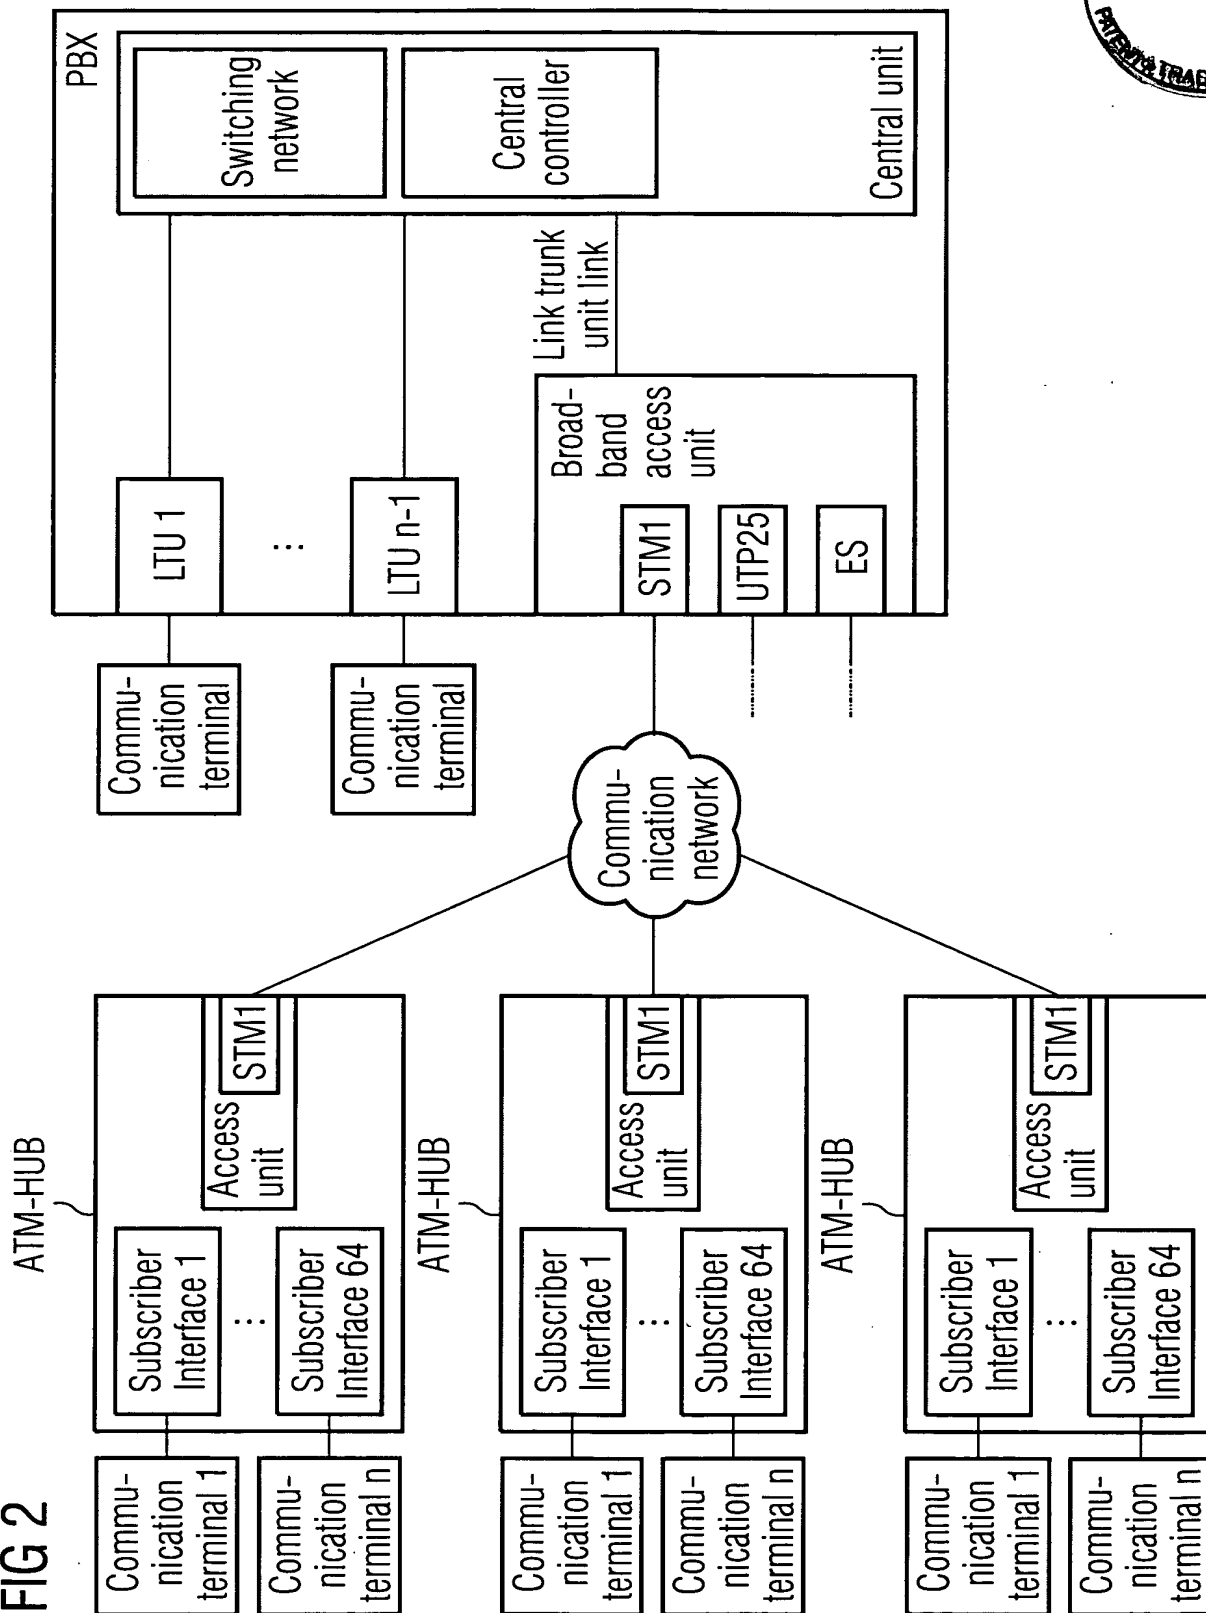 FIG 2
PBX
Switching
network
Central
controller
Central unit
Link trunk
unit link
LTU 1
⋮
LTU n-1
Broad-
band
access
unit
STM1
UTP25
ES
Commu-
nication
terminal
Commu-
nication
terminal
Commu-
nication
network
ATM-HUB
Access
unit
STM1
Subscriber
Interface 1
⋮
Subscriber
Interface 64
Commu-
nication
terminal 1
Commu-
nication
terminal n
ATM-HUB
Access
unit
STM1
Subscriber
Interface 1
⋮
Subscriber
Interface 64
Commu-
nication
terminal 1
Commu-
nication
terminal n
ATM-HUB
Access
unit
STM1
Subscriber
Interface 1
⋮
Subscriber
Interface 64
Commu-
nication
terminal 1
Commu-
nication
terminal n